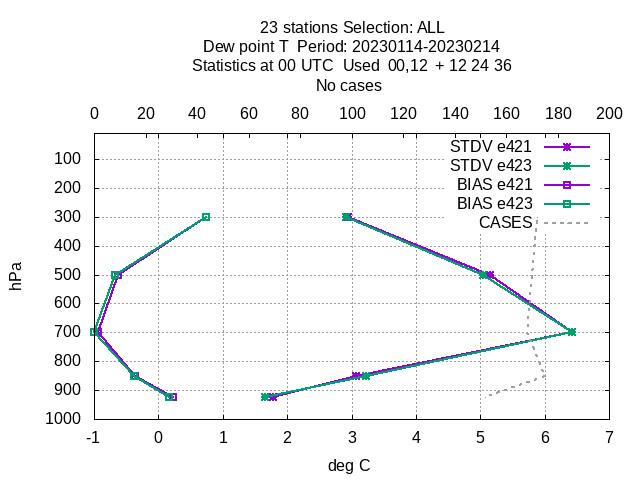 23 stations Selection: ALL
Dew point T  Period: 20230114-20230214
Statistics at 00 UTC  Used  00,12  + 12 24 36
No cases
0 20 30 40 60 80 100 120 140 160 180 200
STDV e421
STDV e423
BIAS e421
BIAS e423
CASES
100
200
300
400
500
600
700
800
900
1000
hPa
-1 0 1 2 3 4 5 6 7
deg C